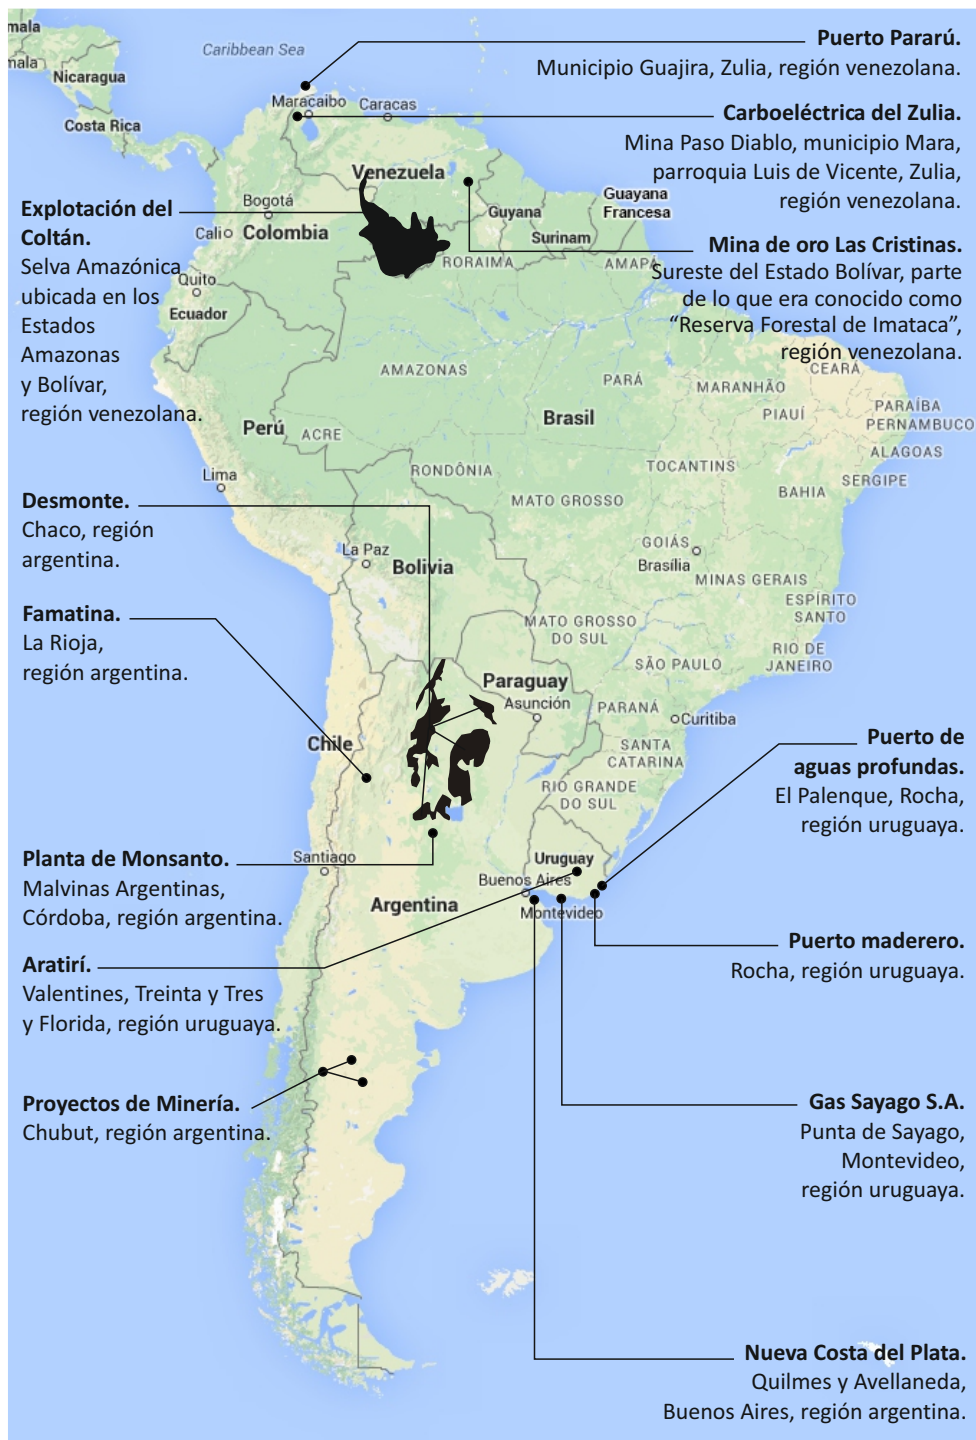 mala
Caribbean Sea
mala
Nicaragua
Costa Rica
Puerto Pararú.
Municipio Guajira, Zulia, región venezolana.
Maracaibo
Caracas
Carboeléctrica del Zulia.
Mina Paso Diablo, municipio Mara,
parroquia Luis de Vicente, Zulia,
región venezolana.
Venezuela
Guayana
Francesa
Guyana
Surinam
Bogotá
Cali
Colombia
Explotación del
Coltán.
Selva Amazónica
ubicada en los
Estados
Amazonas
y Bolívar,
región venezolana.
Mina de oro Las Cristinas.
Sureste del Estado Bolívar, parte
de lo que era conocido como
“Reserva Forestal de Imataca”,
región venezolana.
RORAIMA
AMAPÁ
Quito
Ecuador
AMAZONAS
PARÁ
MARANHÃO
CEARÁ
PIAUÍ
PARAÍBA
PERNAMBUCO
ALAGOAS
SERGIPE
Perú
ACRE
Brasil
RONDÔNIA
TOCANTINS
BAHIA
MATO GROSSO
Lima
Desmonte.
Chaco, región
argentina.
La Paz
Bolivia
GOIÁS
Brasília
MINAS GERAIS
ESPÍRITO
SANTO
Famatina.
La Rioja,
región argentina.
MATO GROSSO
DO SUL
SÃO PAULO
RIO DE
JANEIRO
Paraguay
Asunción
PARANÁ
Curitiba
Chile
SANTA
CATARINA
RIO GRANDE
DO SUL
Puerto de
aguas profundas.
El Palenque, Rocha,
región uruguaya.
Planta de Monsanto.
Malvinas Argentinas,
Córdoba, región argentina.
Santiago
Uruguay
Buenos Aires
Montevideo
Argentina
Puerto maderero.
Rocha, región uruguaya.
Aratirí.
Valentines, Treinta y Tres
y Florida, región uruguaya.
Proyectos de Minería.
Chubut, región argentina.
Gas Sayago S.A.
Punta de Sayago,
Montevideo,
región uruguaya.
Nueva Costa del Plata.
Quilmes y Avellaneda,
Buenos Aires, región argentina.